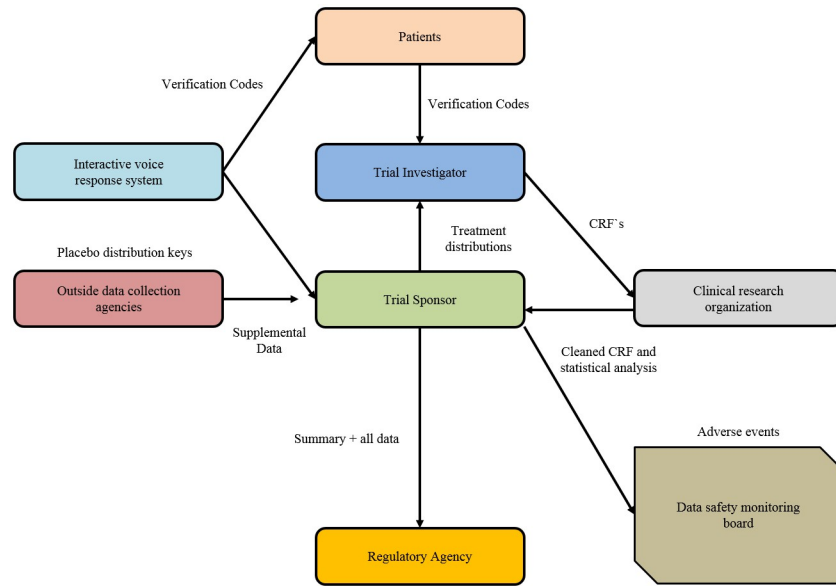 Patients
Verification Codes
Verification Codes
Interactive voice
response system
Trial Investigator
CRF`s
Treatment
distributions
Placebo distribution keys
Outside data collection
agencies
Trial Sponsor
Clinical research
organization
Supplemental
Data
Cleaned CRF and
statistical analysis
Summary + all data
Adverse events
Data safety monitoring
board
Regulatory Agency